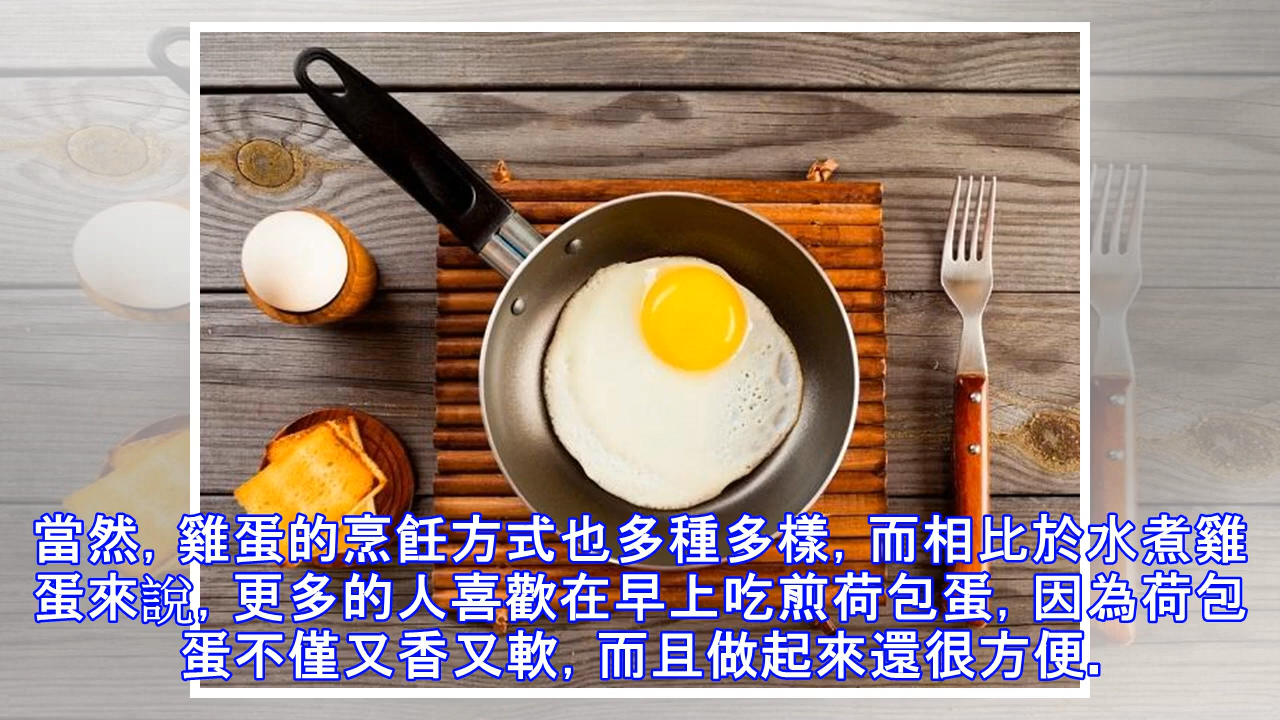 當然, 雞蛋的烹飪方式也多種多樣, 而相比於水煮雞
蛋來說, 更多的人喜歡在早上吃煎荷包蛋, 因為荷包
蛋不僅又香又軟, 而且做起來還很方便.